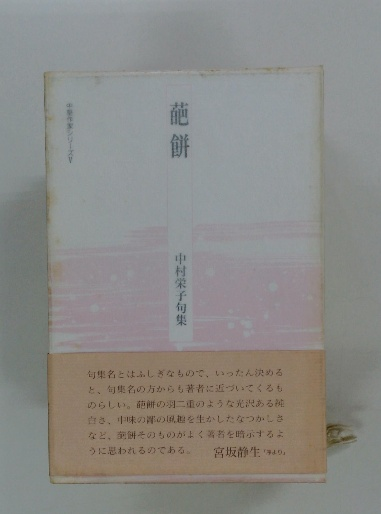 葩餅
中村栄子句集
句集名とはふしぎなもので、いったん決める
と、句集名の方からも著者に近づいてくるも
のらしい。葩餅の羽二重のような光沢ある純
白さ、中味の鄙の風趣を生かしたなつかしさ
など、葩餅そのものがよく著者を暗示するよ
うに思われるのである。 宮坂静生「序より」